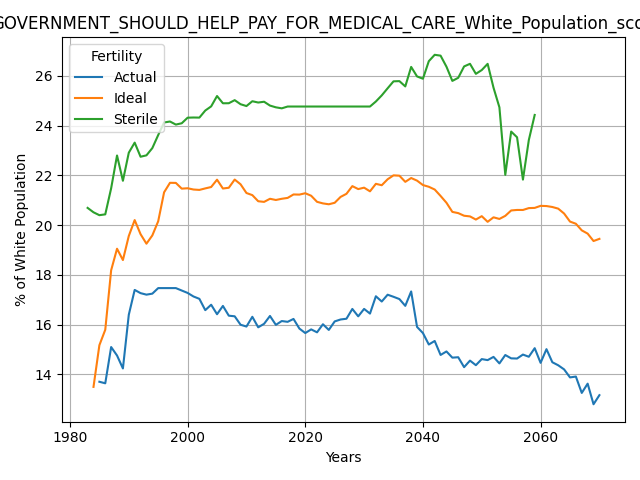 GOVERNMENT_SHOULD_HELP_PAY_FOR_MEDICAL_CARE_White_Population_sco
Fertility
Actual
Ideal
Sterile
% of White Population
26
24
22
20
18
16
14
1980
2000
2020
2040
2060
Years